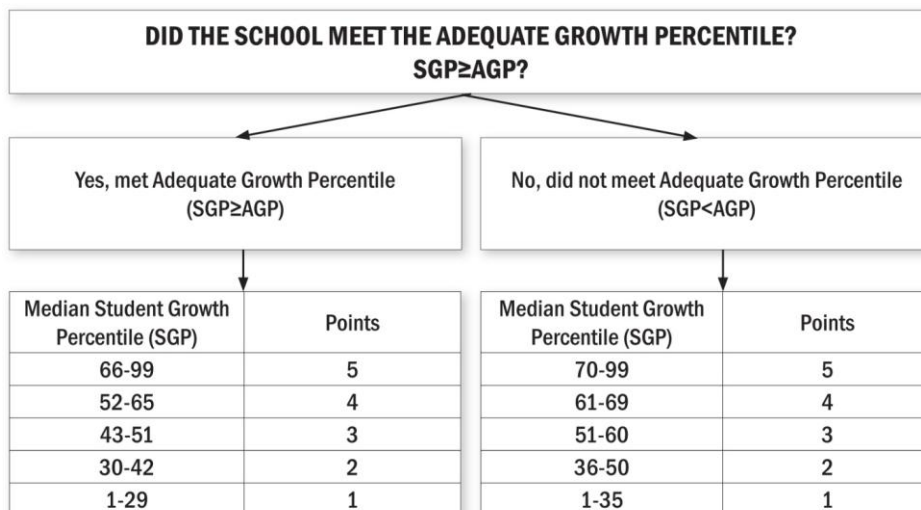 DID THE SCHOOL MEET THE ADEQUATE GROWTH PERCENTILE?
SGP≥AGP?
Yes, met Adequate Growth Percentile
(SGP≥AGP)
No, did not meet Adequate Growth Percentile
(SGP<AGP)
Median Student Growth
Percentile (SGP)
Points
66-99 5
52-65 4
43-51 3
30-42 2
1-29 1
Median Student Growth
Percentile (SGP)
Points
70-99 5
61-69 4
51-60 3
36-50 2
1-35 1